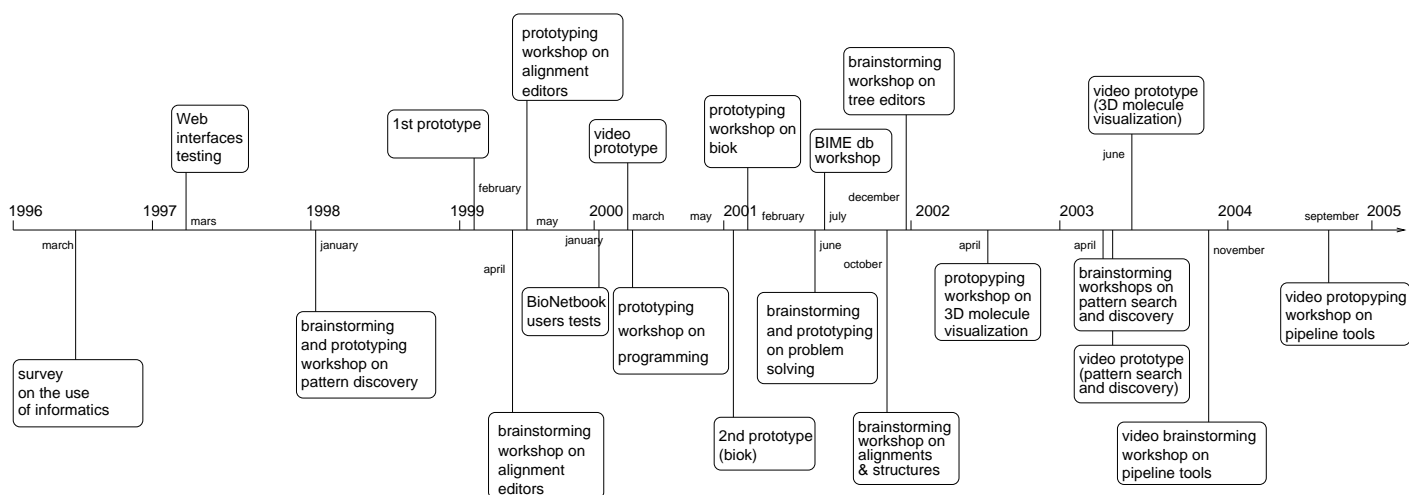 prototyping
workshop on
alignment
editors
brainstorming
workshop on
tree editors
video prototype
(3D molecule
visualization)
Web
interfaces
testing
1st prototype
video
prototype
prototyping
workshop on
biok
BIME db
workshop
june
february
december
1996
1997
1998
1999
2000
2001
2002
2003
2004
2005
mars
may
march
may
february
july
september
march
january
april
january
june
october
april
april
november
brainstorming
and prototyping
workshop on
pattern discovery
BioNetbook
users tests
prototyping
workshop on
programming
brainstorming
and prototyping
on problem
solving
protopyping
workshop on
3D molecule
visualization
brainstorming
workshops on
pattern search
and discovery
video protopyping
workshop on
pipeline tools
survey
on the use
of informatics
video prototype
(pattern search
and discovery)
brainstorming
workshop on
alignment
editors
2nd prototype
(biok)
brainstorming
workshop on
alignments
& structures
video brainstorming
workshop on
pipeline tools